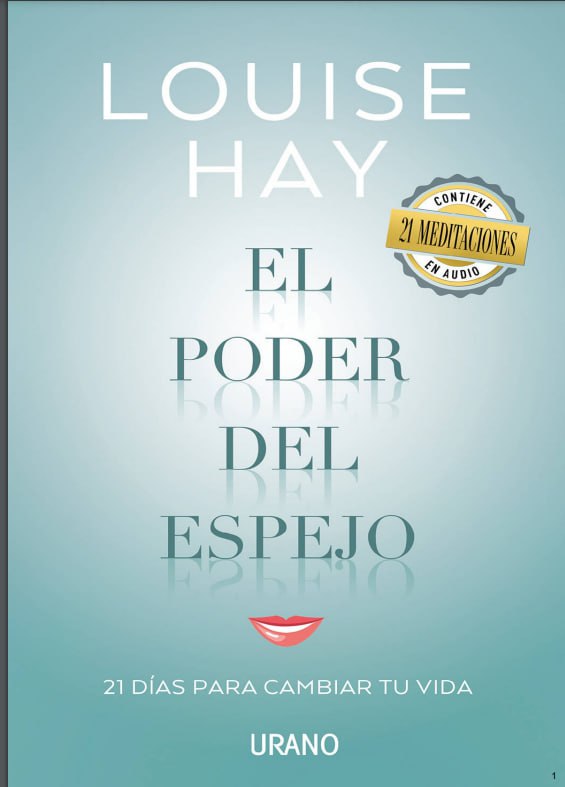 LOUISE
HAY
CONTIENE
21 MEDITACIONES
EN AUDIO
EL
PODER
DEL
ESPEJO
21 DÍAS PARA CAMBIAR TU VIDA
URANO
1